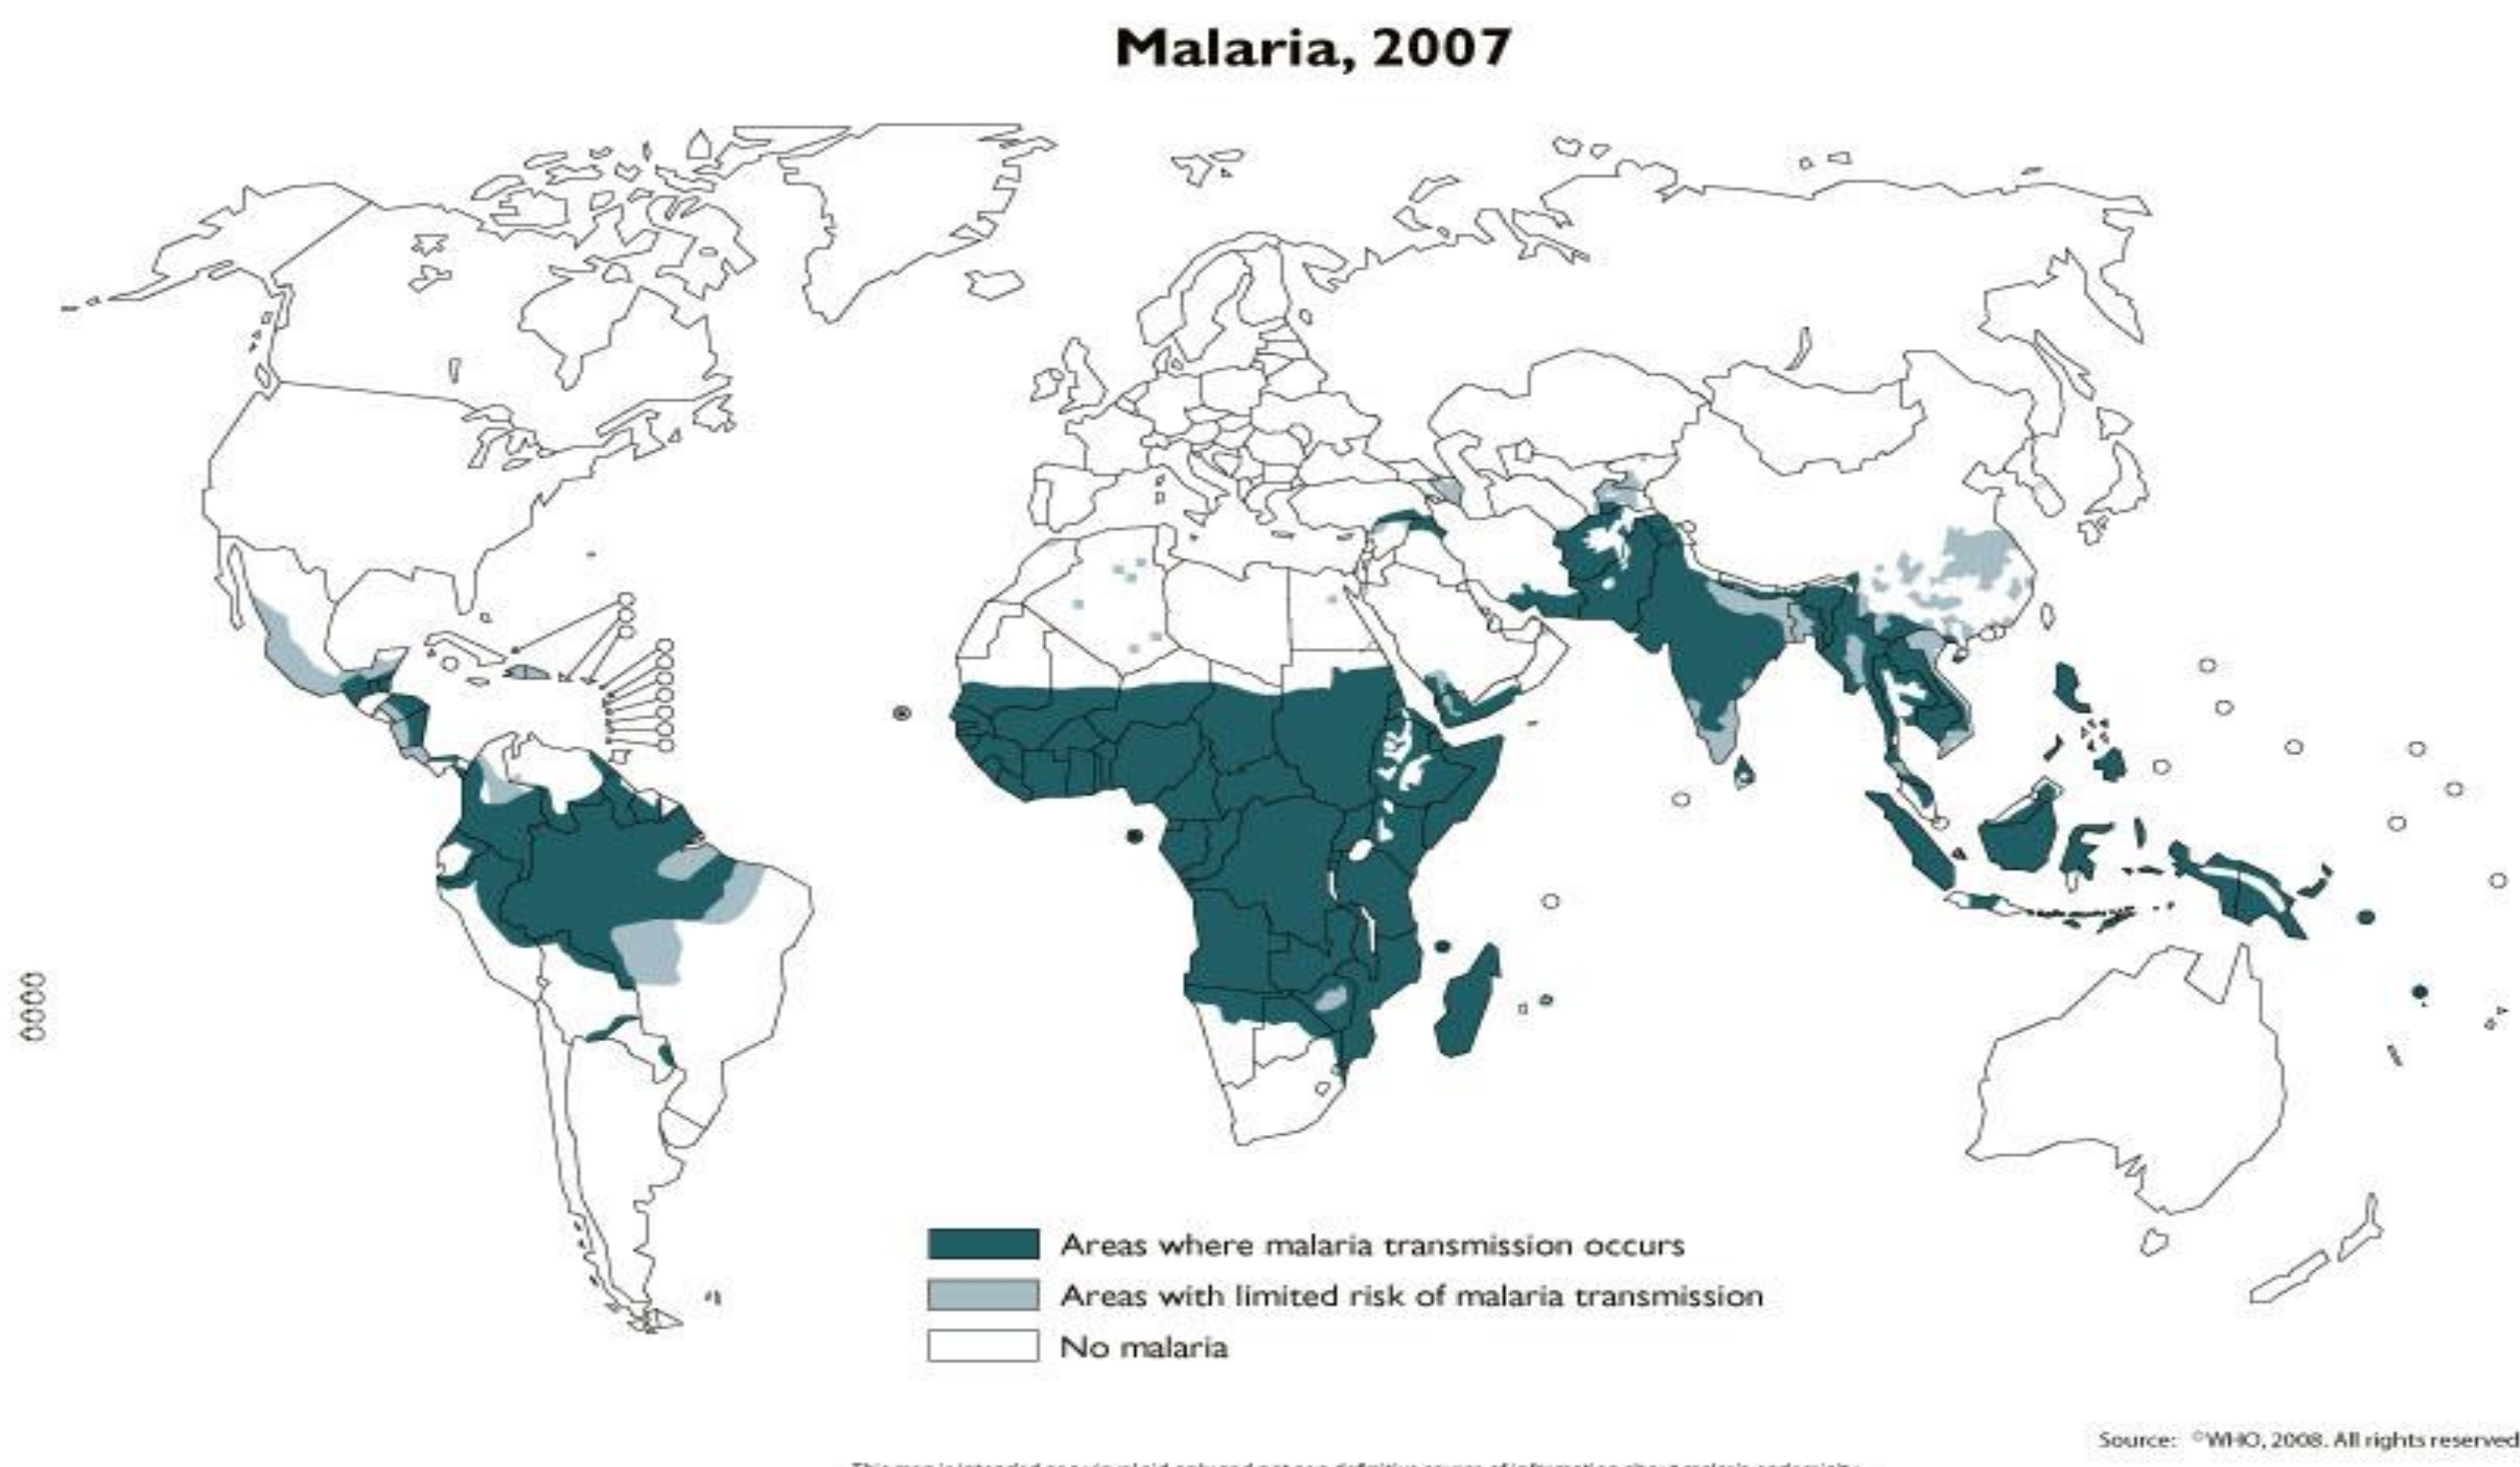 Malaria, 2007
Areas where malaria transmission occurs
Areas with limited risk of malaria transmission
No malaria
Source: ©WHO, 2008. All rights reserved